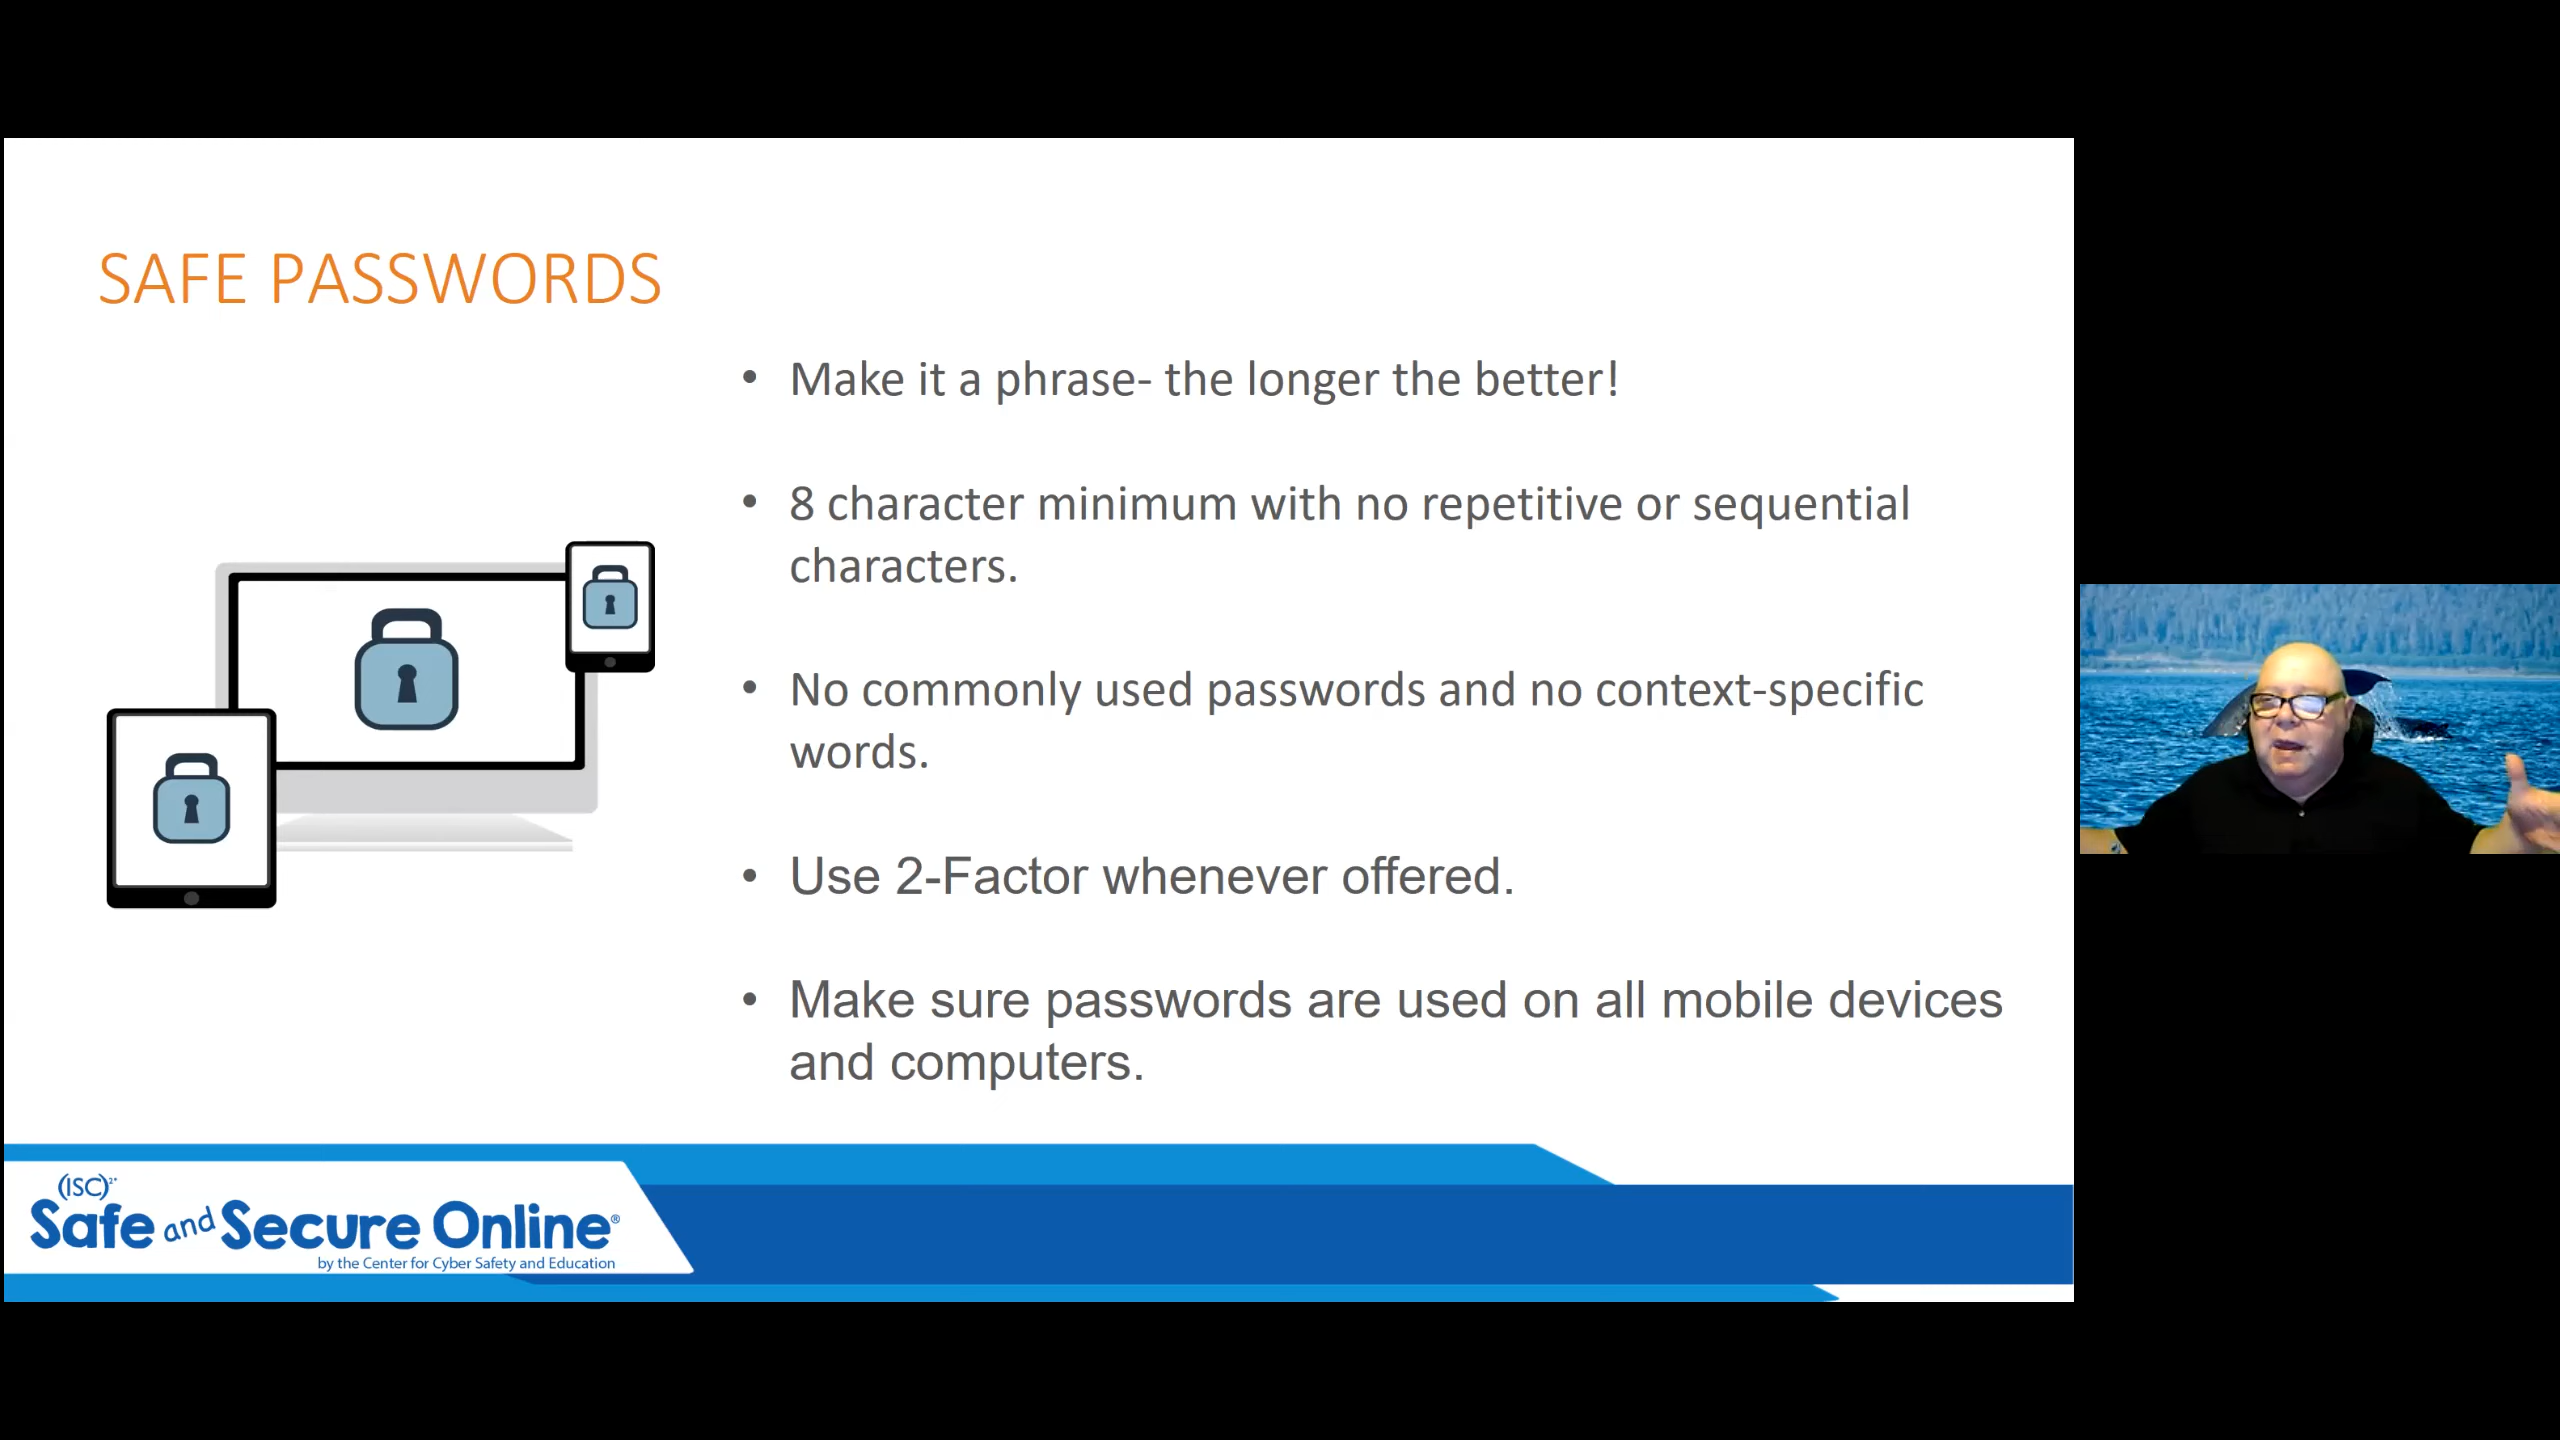 SAFE PASSWORDS
• Make it a phrase- the longer the better!
• 8 character minimum with no repetitive or sequential
characters.
• No commonly used passwords and no context-specific
words.
• Use 2-Factor whenever offered.
• Make sure passwords are used on all mobile devices
and computers.
(ISC)²®
Safe and Secure Online®
by the Center for Cyber Safety and Education